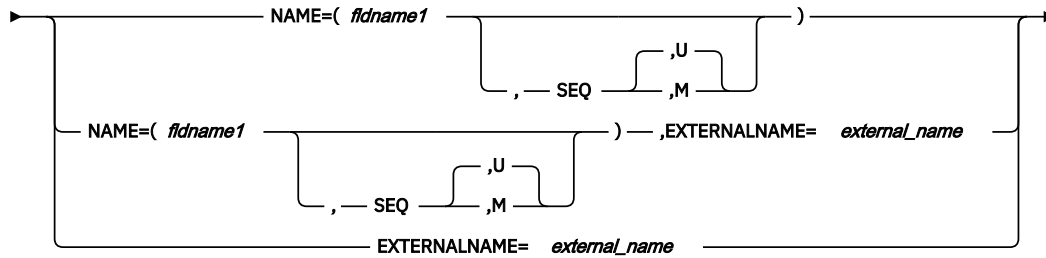 NAME=( fldname1 )
,U
, SEQ ,M
NAME=( fldname1 ) ,EXTERNALNAME= external_name
,U
, SEQ ,M
EXTERNALNAME= external_name